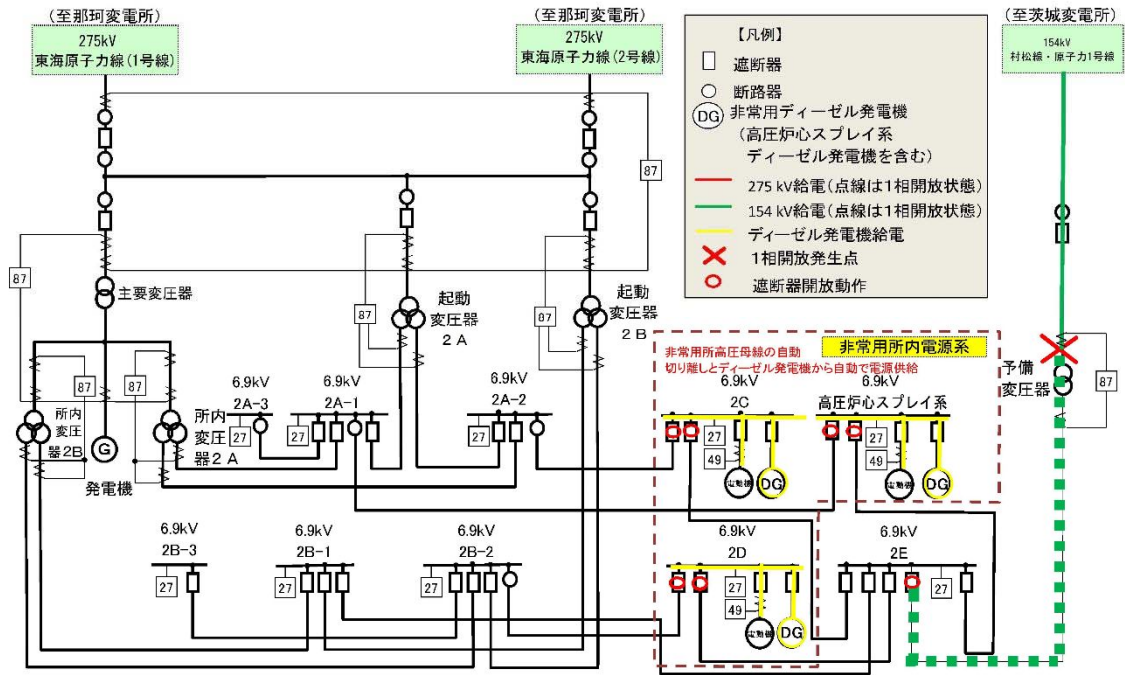 (至那珂変電所)
275kV
東海原子力線(1号線)
(至那珂変電所)
275kV
東海原子力線(2号線)
(至茨城変電所)
154kV
村松線・原子力1号線
【凡例】
遮断器
断路器
DG
非常用ディーゼル発電機
(高圧炉心スプレイ系
ディーゼル発電機を含む)
275 kV給電(点線は1相開放状態)
154 kV給電(点線は1相開放状態)
ディーゼル発電機給電
1相開放発生点
遮断器開放動作
87
87
主要変圧器
87
起動
変圧器
2A
87
起動
変圧器
2B
87
87
所内
変圧
器2B
G
発電機
所内
変圧
器2A
予備
変圧器
87
非常用所高圧母線の自動
切り離しとディーゼル発電機から自動で電源供給
非常用所内電源系
6.9kV
2A-3
27
6.9kV
2A-1
27
6.9kV
2A-2
27
6.9kV
2C
27
49
電動機
DG
6.9kV
高圧炉心スプレイ系
27
49
電動機
DG
6.9kV
2B-3
27
6.9kV
2B-1
27
6.9kV
2B-2
27
6.9kV
2D
27
49
電動機
DG
6.9kV
2E
27